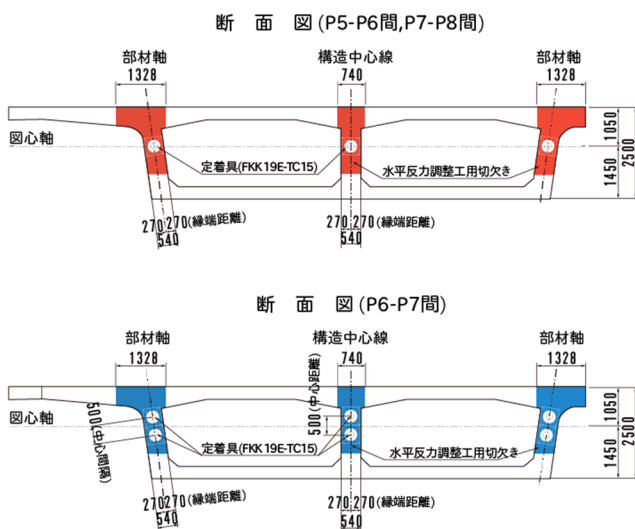 断 面 図(P5-P6間,P7-P8間)
部材軸
1328
構造中心線
740
部材軸
1328
図心軸
定着具(FKK19E-TC15)
水平反力調整工用切欠き
1050
1450
2500
270 270(縁端距離)
540
270 270(縁端距離)
540
断 面 図(P6-P7間)
部材軸
1328
構造中心線
740
部材軸
1328
図心軸
500(中心間隔)
500(中心距離)
定着具(FKK19E-TC15)
水平反力調整工用切欠き
1050
1450
2500
270 270(縁端距離)
540
270 270(縁端距離)
540